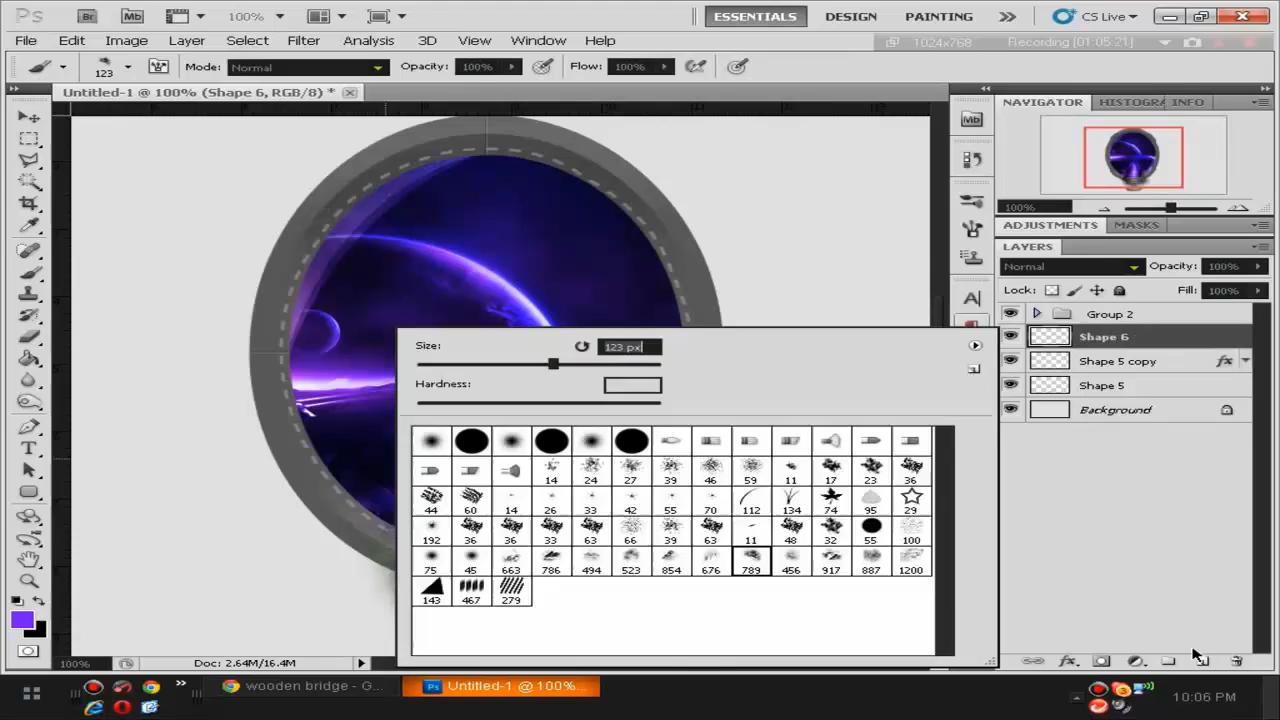 Ps Br Mb 100% ESSENTIALS DESIGN PAINTING CS Live
File Edit Image Layer Select Filter Analysis 3D View Window Help
1024x768 Recording [01:05:21]
123 Mode: Normal Opacity: 100% Flow: 100%
Untitled-1 @ 100% (Shape 6, RGB/8) *
NAVIGATOR HISTOGRA INFO
Mb
100%
ADJUSTMENTS MASKS
LAYERS
Normal Opacity: 100%
Lock: Fill: 100%
Group 2
Shape 6
Shape 5 copy fx
Shape 5
Background
Size: 123 px
Hardness:
14 24 27 39 46 59 11 17 23 36
44 60 14 26 33 42 55 70 112 134 74 95 29
192 36 36 33 63 66 39 63 11 48 32 55 100
75 45 663 786 494 523 854 676 789 456 917 887 1200
143 467 279
100% Doc: 2.64M/16.4M
wooden bridge - G... Ps Untitled-1 @ 100%...
10:06 PM